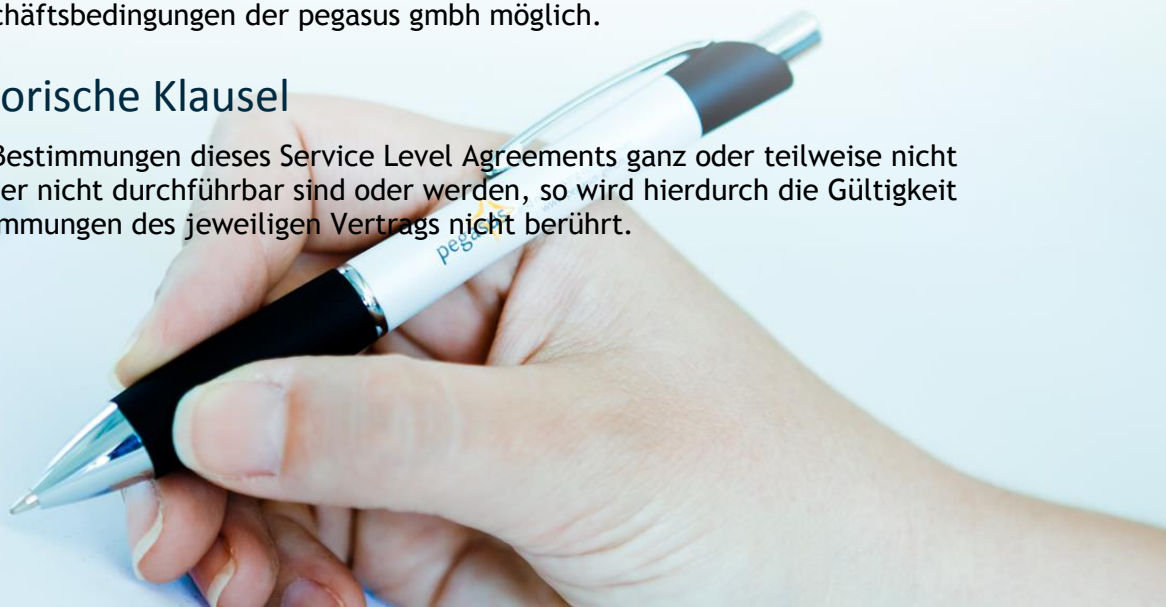 chäftsbedingungen der pegasus gmbh möglich.
orische Klausel
Bestimmungen dieses Service Level Agreements ganz oder teilweise nicht
er nicht durchführbar sind oder werden, so wird hierdurch die Gültigkeit
mmungen des jeweiligen Vertrags nicht berührt.
pegasus